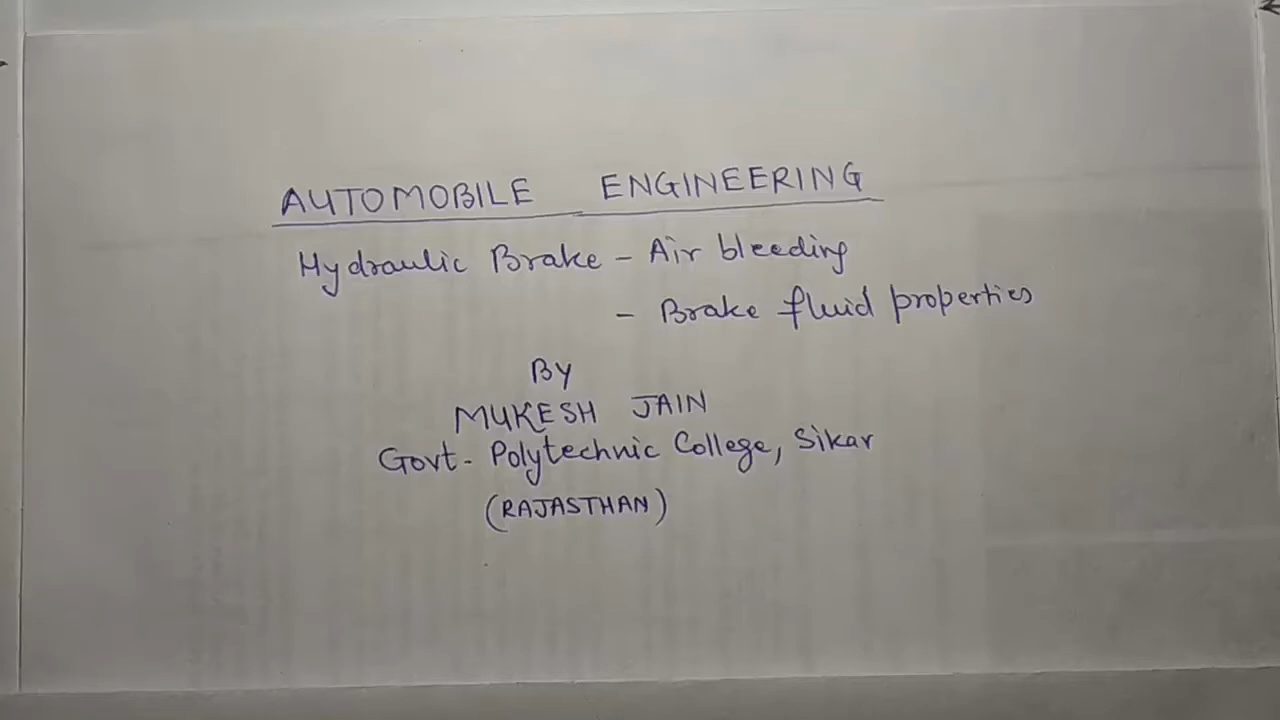 AUTOMOBILE ENGINEERING
Hydraulic Brake - Air bleeding
- Brake fluid properties
BY
MUKESH JAIN
Govt. Polytechnic College, Sikar
(RAJASTHAN)